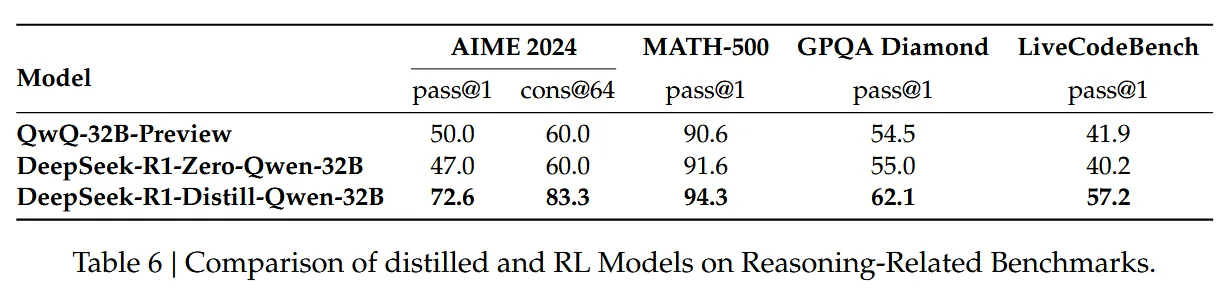 Model AIME 2024 MATH-500 GPQA Diamond LiveCodeBench
pass@1 cons@64 pass@1 pass@1 pass@1
QwQ-32B-Preview 50.0 60.0 90.6 54.5 41.9
DeepSeek-R1-Zero-Qwen-32B 47.0 60.0 91.6 55.0 40.2
DeepSeek-R1-Distill-Qwen-32B 72.6 83.3 94.3 62.1 57.2
Table 6 | Comparison of distilled and RL Models on Reasoning-Related Benchmarks.